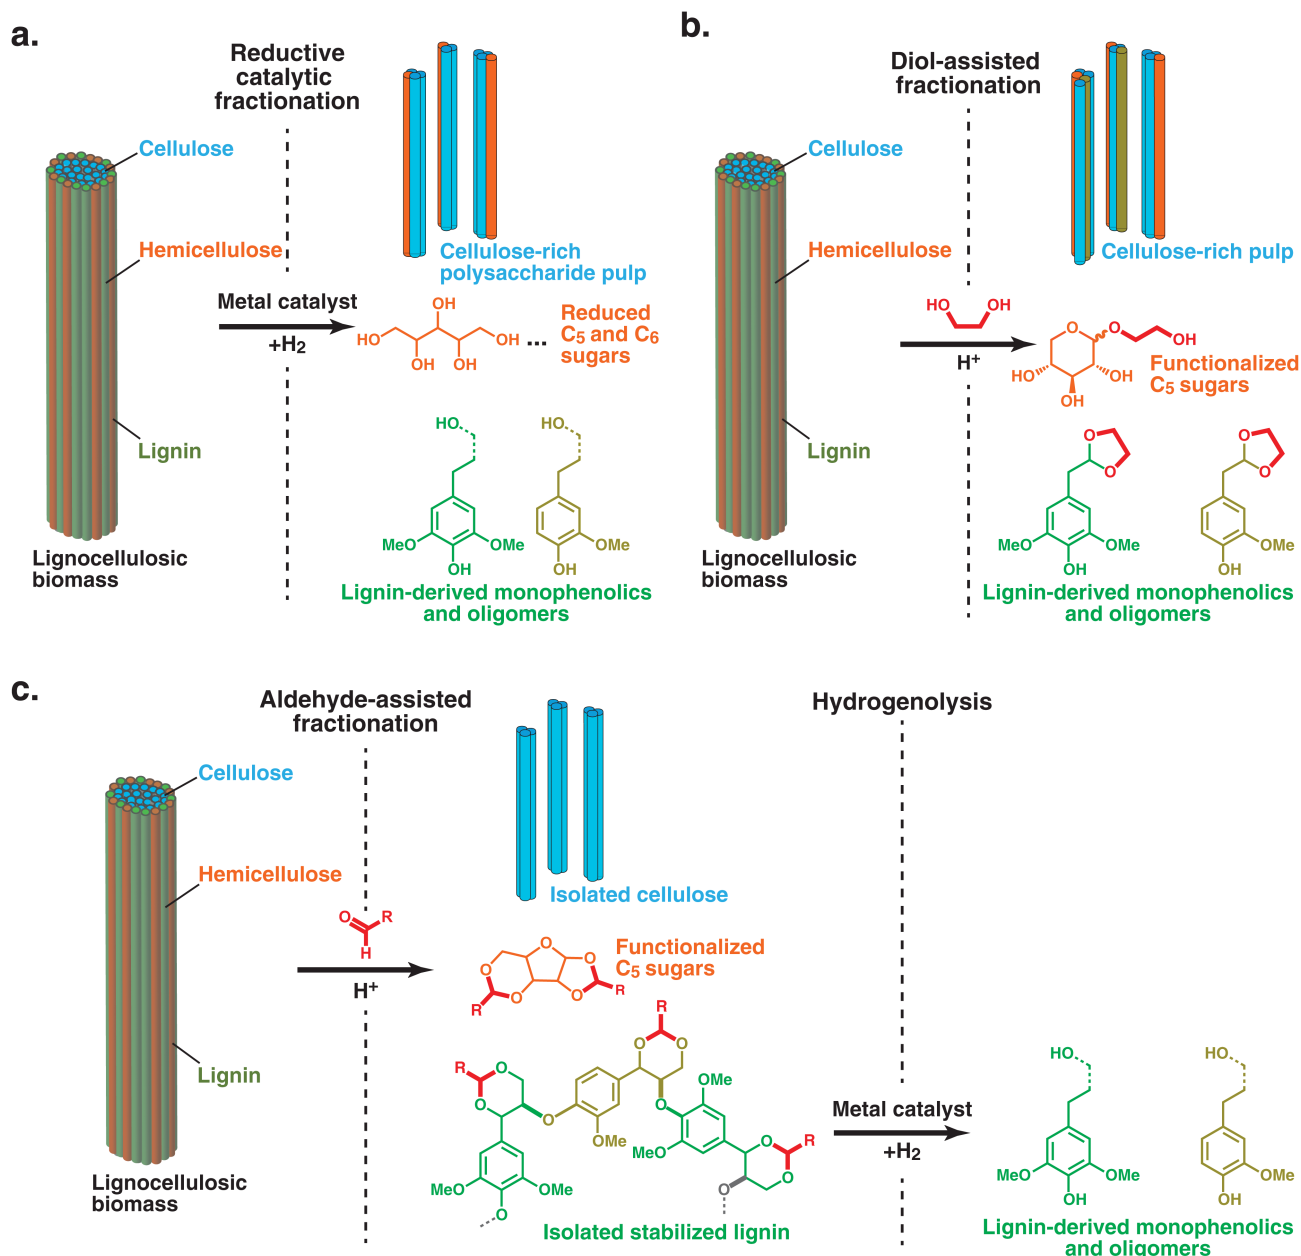 a.
Reductive
catalytic
fractionation
Cellulose
Hemicellulose
Cellulose-rich
polysaccharide pulp
Metal catalyst
+H2
OH
HO
OH
OH
OH
...
Reduced
C5 and C6
sugars
Lignin
HO
HO
MeO
OMe
OH
OMe
OH
Lignocellulosic
biomass
Lignin-derived monophenolics
and oligomers
b.
Diol-assisted
fractionation
Cellulose
Hemicellulose
Cellulose-rich pulp
HO
OH
H+
O
O
OH
HO
OH
OH
Functionalized
C5 sugars
Lignin
O
O
O
O
MeO
OMe
OH
OMe
OH
Lignocellulosic
biomass
Lignin-derived monophenolics
and oligomers
c.
Aldehyde-assisted
fractionation
Hydrogenolysis
Cellulose
Hemicellulose
Isolated cellulose
O
R
H
H+
O
O
O
O
O
R
R
Functionalized
C5 sugars
Lignin
R
O
O
O
OMe
R
O
O
O
OMe
MeO
O
R
O
O
MeO
OMe
O
Isolated stabilized lignin
Lignocellulosic
biomass
Metal catalyst
+H2
HO
HO
MeO
OMe
OH
OMe
OH
Lignin-derived monophenolics
and oligomers